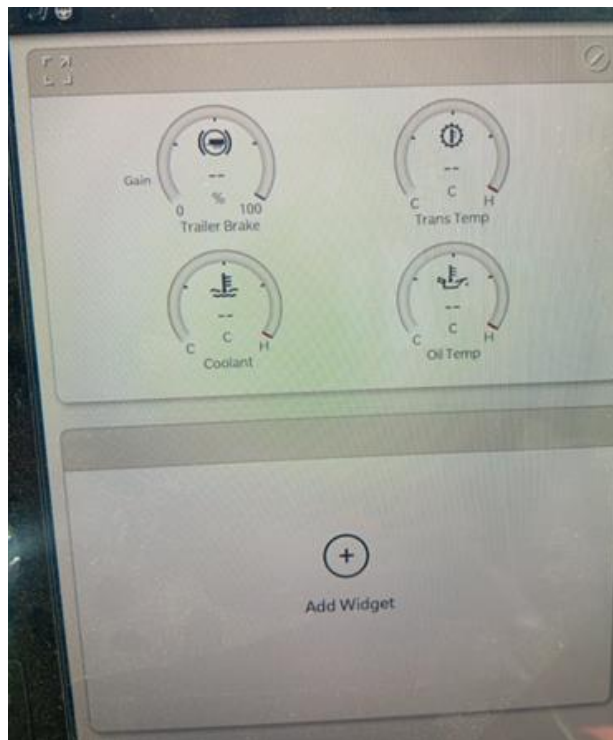 Gain
--
%
0 100
Trailer Brake
--
C
C H
Trans Temp
--
C
C H
Coolant
--
C
C H
Oil Temp
+
Add Widget